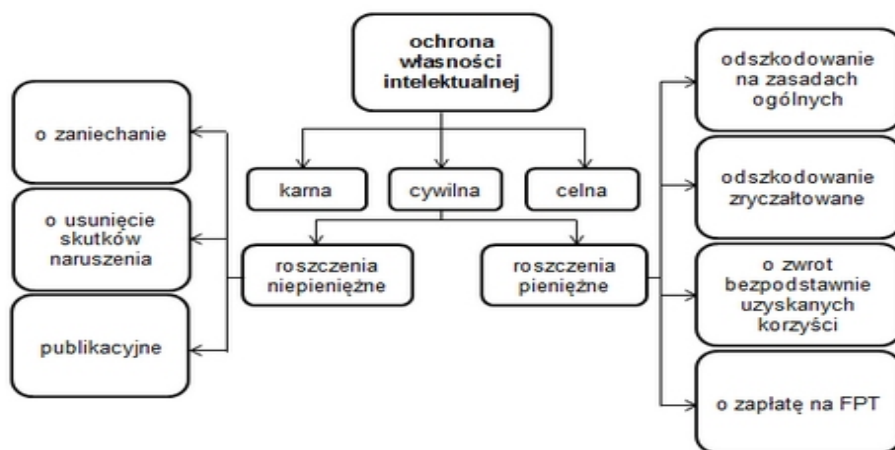 ochrona
własności
intelektualnej
karna
cywilna
celna
roszczenia
niepieniężne
roszczenia
pieniężne
o zaniechanie
o usunięcie
skutków
naruszenia
publikacyjne
odszkodowanie
na zasadach
ogólnych
odszkodowanie
zryczałtowane
o zwrot
bezpodstawnie
uzyskanych
korzyści
o zapłatę na FPT